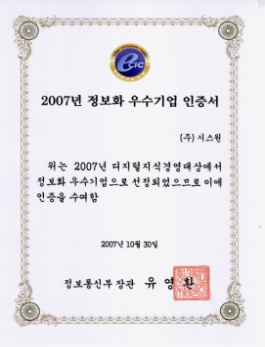 eCIC
2007년 정보화 우수기업 인증서
(주) 시스원
위는 2007년 디지털지식경영대상에서
정보화 우수기업으로 선정되었으므로 이에
인증을 수여함
2007년 10월 30일
정보통신부장관 유영환